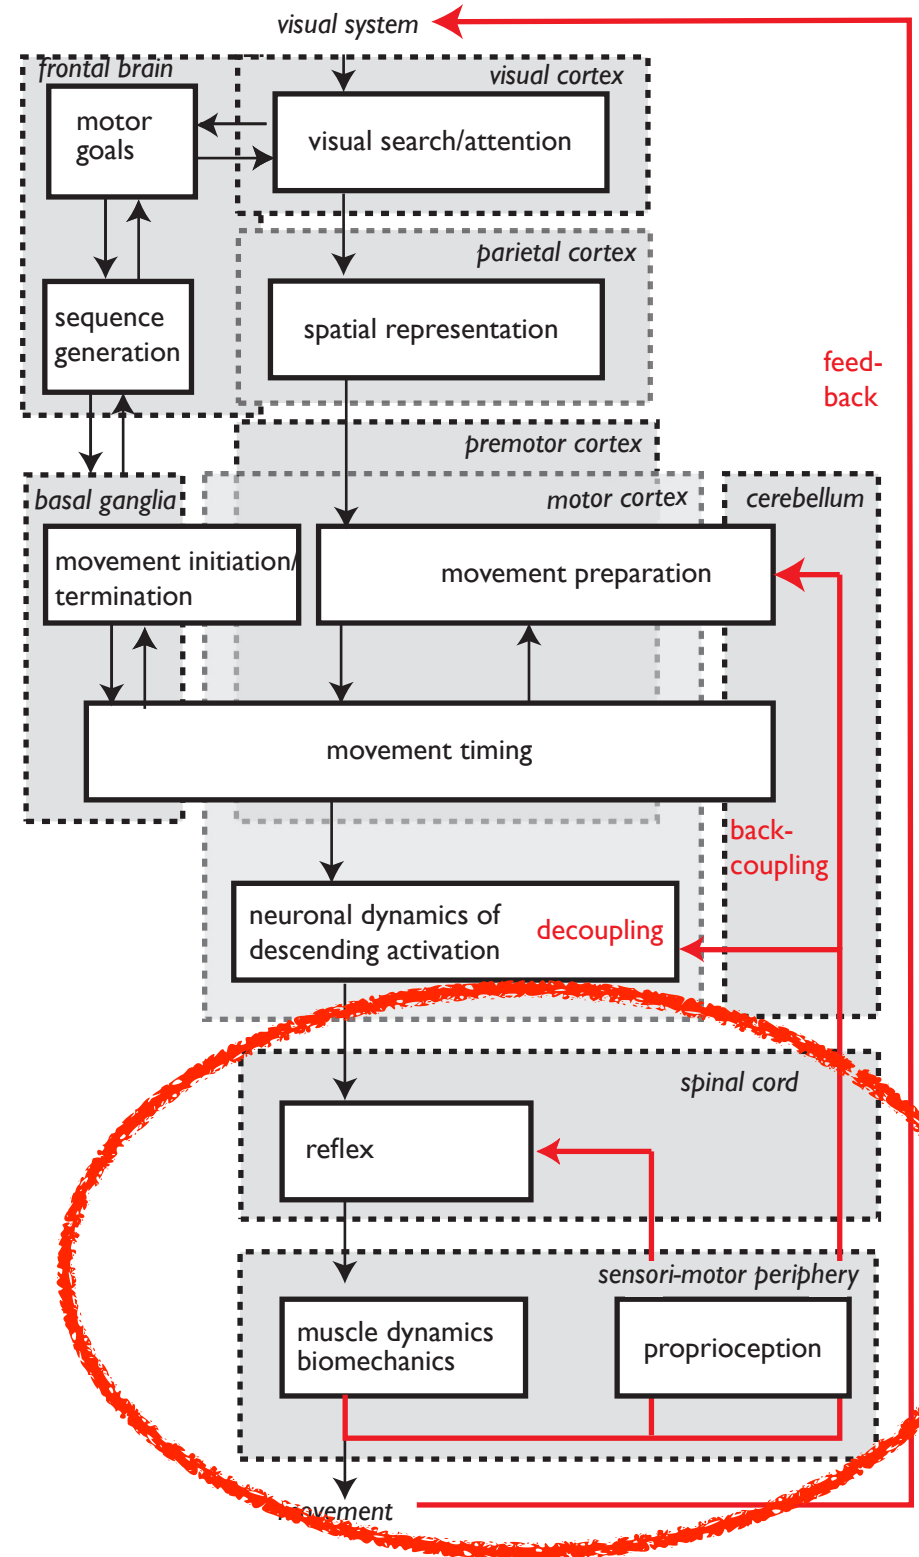 visual system
frontal brain
visual cortex
motor
goals
visual search/attention
parietal cortex
sequence
generation
spatial representation
feed-
back
premotor cortex
basal ganglia
motor cortex
cerebellum
movement initiation/
termination
movement preparation
movement timing
back-
coupling
neuronal dynamics of
descending activation
decoupling
spinal cord
reflex
sensori-motor periphery
muscle dynamics
biomechanics
proprioception
movement